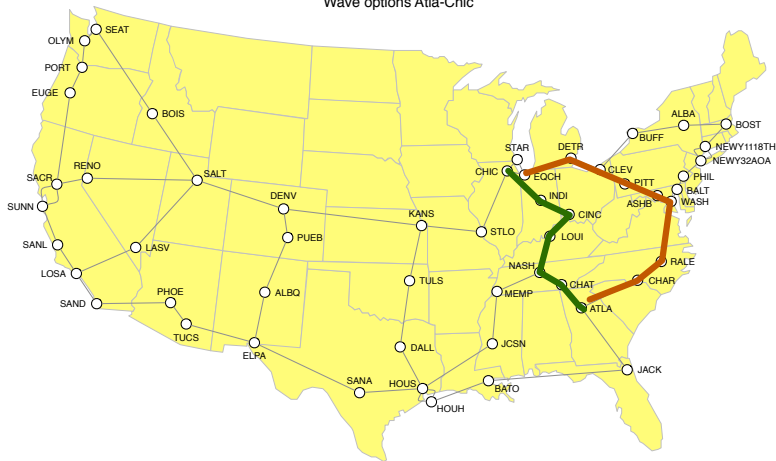 Wave options Atla-Chic
SEAT
OLYM
PORT
EUGE
BOIS
ALBA
BOST
BUFF
NEWY1118TH
STAR
DETR
NEWY32AOA
CHIC
EQCH
CLEV
PITT
PHIL
BALT
WASH
ASHB
RENO
SALT
SACR
SUNN
DENV
INDI
CINC
KANS
STLO
LOUI
PUEB
SANL
LASV
LOSA
NASH
RALE
CHAR
TULS
CHAT
MEMP
ALBQ
PHOE
SAND
ATLA
TUCS
ELPA
DALL
JCSN
JACK
SANA
HOUS
BATO
HOUH